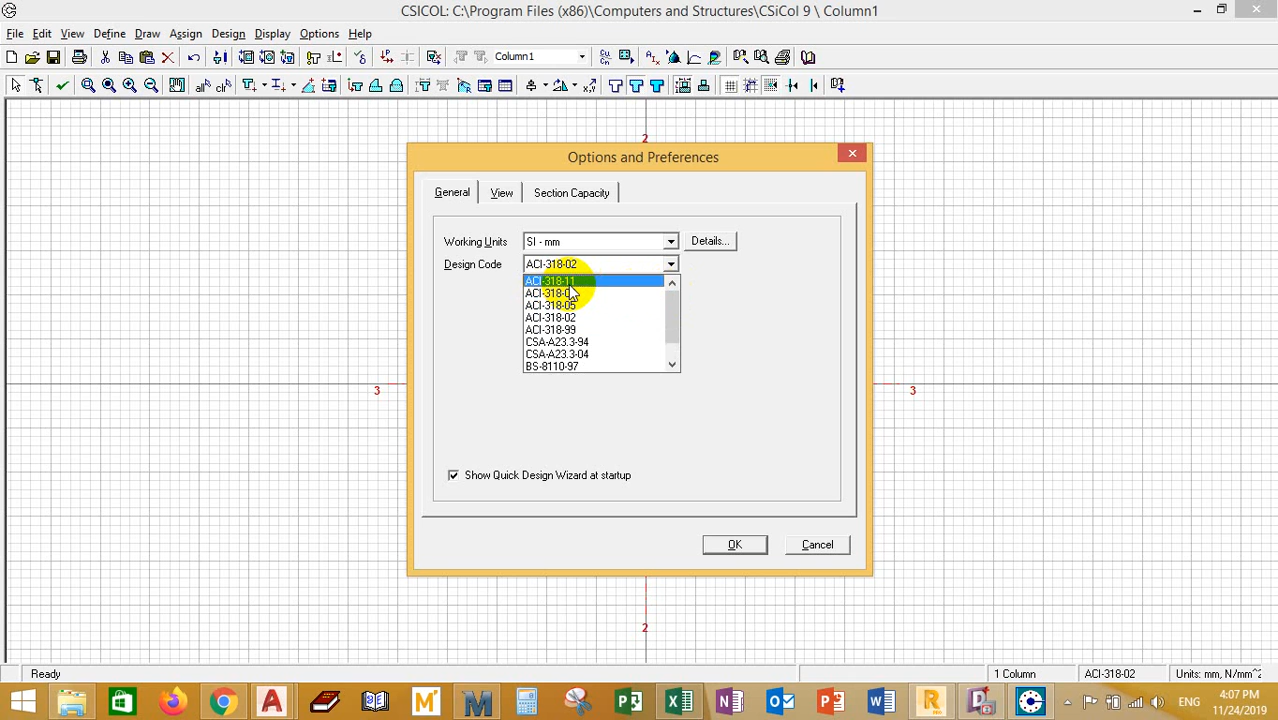 CSICOL: C:\Program Files (x86)\Computers and Structures\CSiCol 9 \ Column1
File Edit View Define Draw Assign Design Display Options Help
Column1
2
Options and Preferences
General View Section Capacity
Working Units SI - mm Details...
Design Code ACI-318-02
ACI-318-11
ACI-318-05
ACI-318-02
ACI-318-99
CSA-A23.3-94
CSA-A23.3-04
BS-8110-97
3 3
Show Quick Design Wizard at startup
OK Cancel
2
Ready 1 Column ACI-318-02 Units: mm, N/mm^2
ENG 4:07 PM
11/24/2019